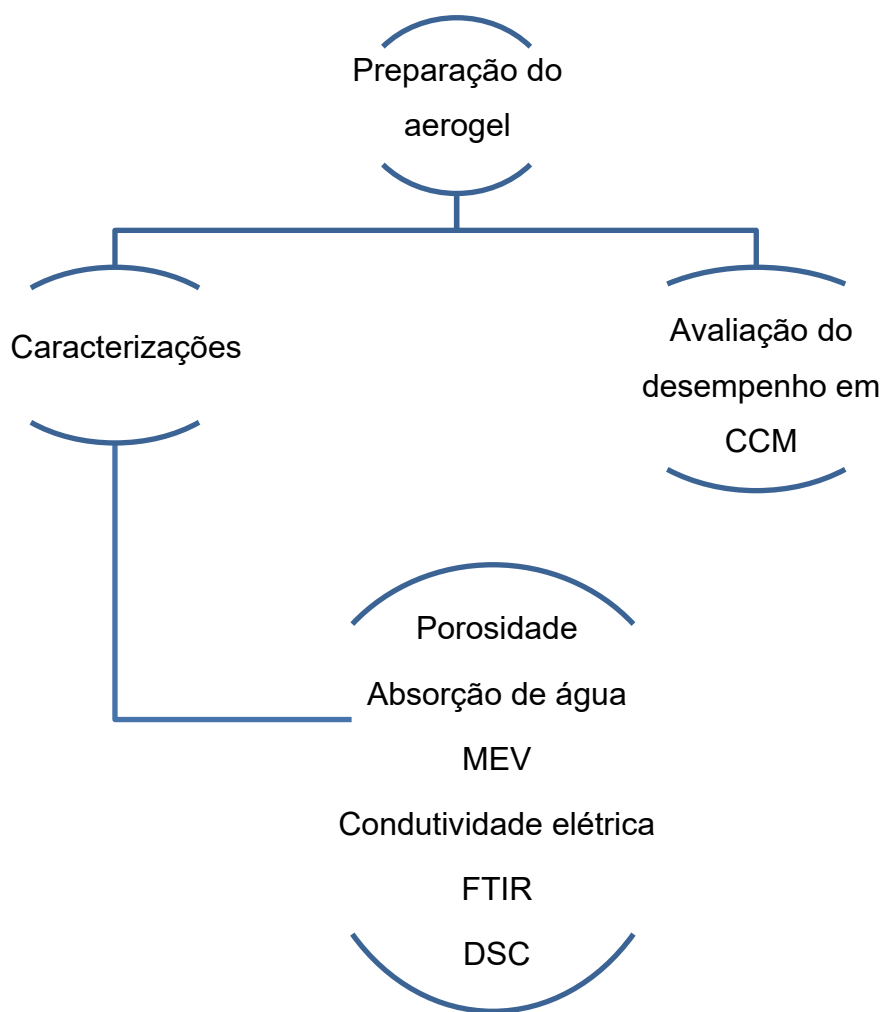 Preparação do
aerogel
Caracterizações
Avaliação do
desempenho em
CCM
Porosidade
Absorção de água
MEV
Condutividade elétrica
FTIR
DSC